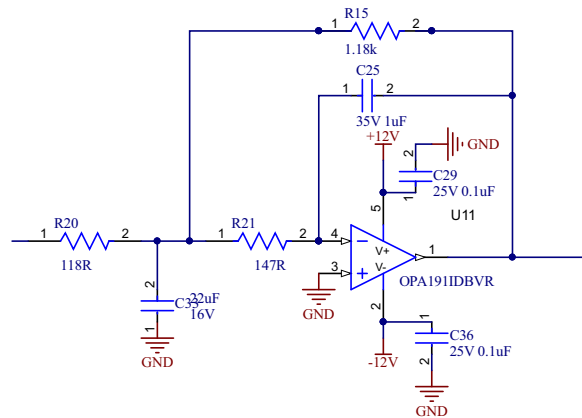 R15
1 2
1.18k
C25
1 2
35V 1uF
+12V
2
GND
C29
25V 0.1uF
1
U11
5
R20
1 2
118R
R21
1 2
147R
4
V+
1
3
V-
OPA191IDBVR
2
C33
22uF
16V
2
1
GND
GND
2
-12V
1
C36
25V 0.1uF
2
GND